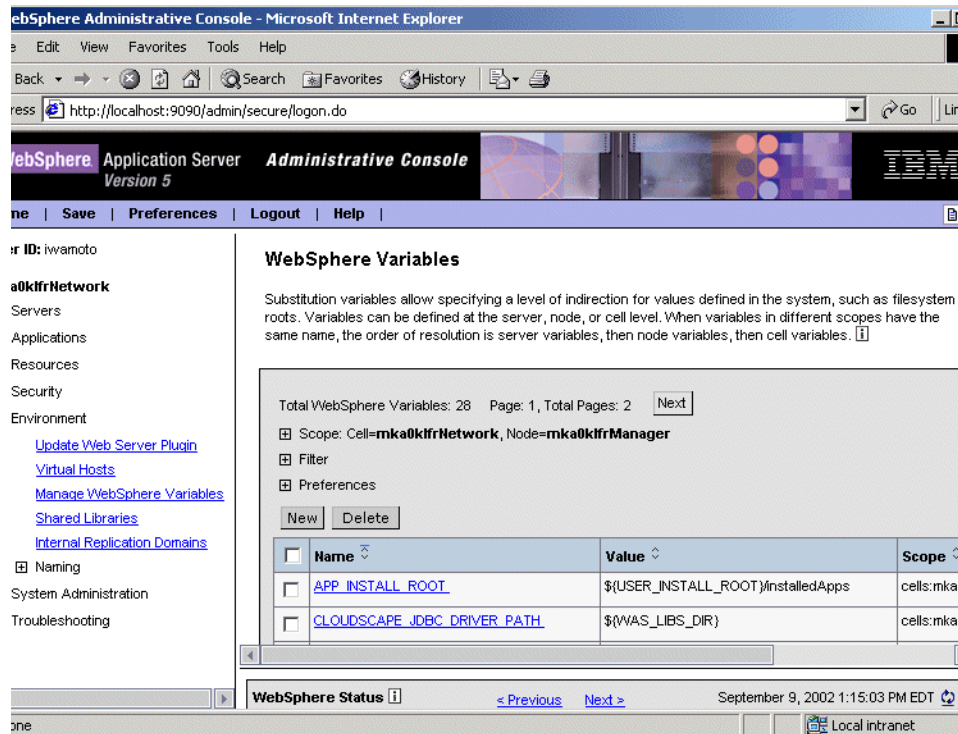 ebSphere Administrative Console - Microsoft Internet Explorer
e Edit View Favorites Tools Help
Back Search Favorites History
ress http://localhost:9090/admin/secure/logon.do Go Lin
WebSphere Application Server Administrative Console
Version 5
IBM
me | Save | Preferences | Logout | Help |
er ID: iwamoto
a0klfrNetwork
Servers
Applications
Resources
Security
Environment
Update Web Server Plugin
Virtual Hosts
Manage WebSphere Variables
Shared Libraries
Internal Replication Domains
Naming
System Administration
Troubleshooting
WebSphere Variables
Substitution variables allow specifying a level of indirection for values defined in the system, such as filesystem
roots. Variables can be defined at the server, node, or cell level. When variables in different scopes have the
same name, the order of resolution is server variables, then node variables, then cell variables. i
Total WebSphere Variables: 28 Page: 1, Total Pages: 2 Next
Scope: Cell=mka0klfrNetwork, Node=mka0klfrManager
Filter
Preferences
New Delete
Name Value Scope
APP_INSTALL_ROOT ${USER_INSTALL_ROOT}/installedApps cells:mka
CLOUDSCAPE_JDBC_DRIVER_PATH ${WAS_LIBS_DIR} cells:mka
WebSphere Status i < Previous Next > September 9, 2002 1:15:03 PM EDT
one Local intranet